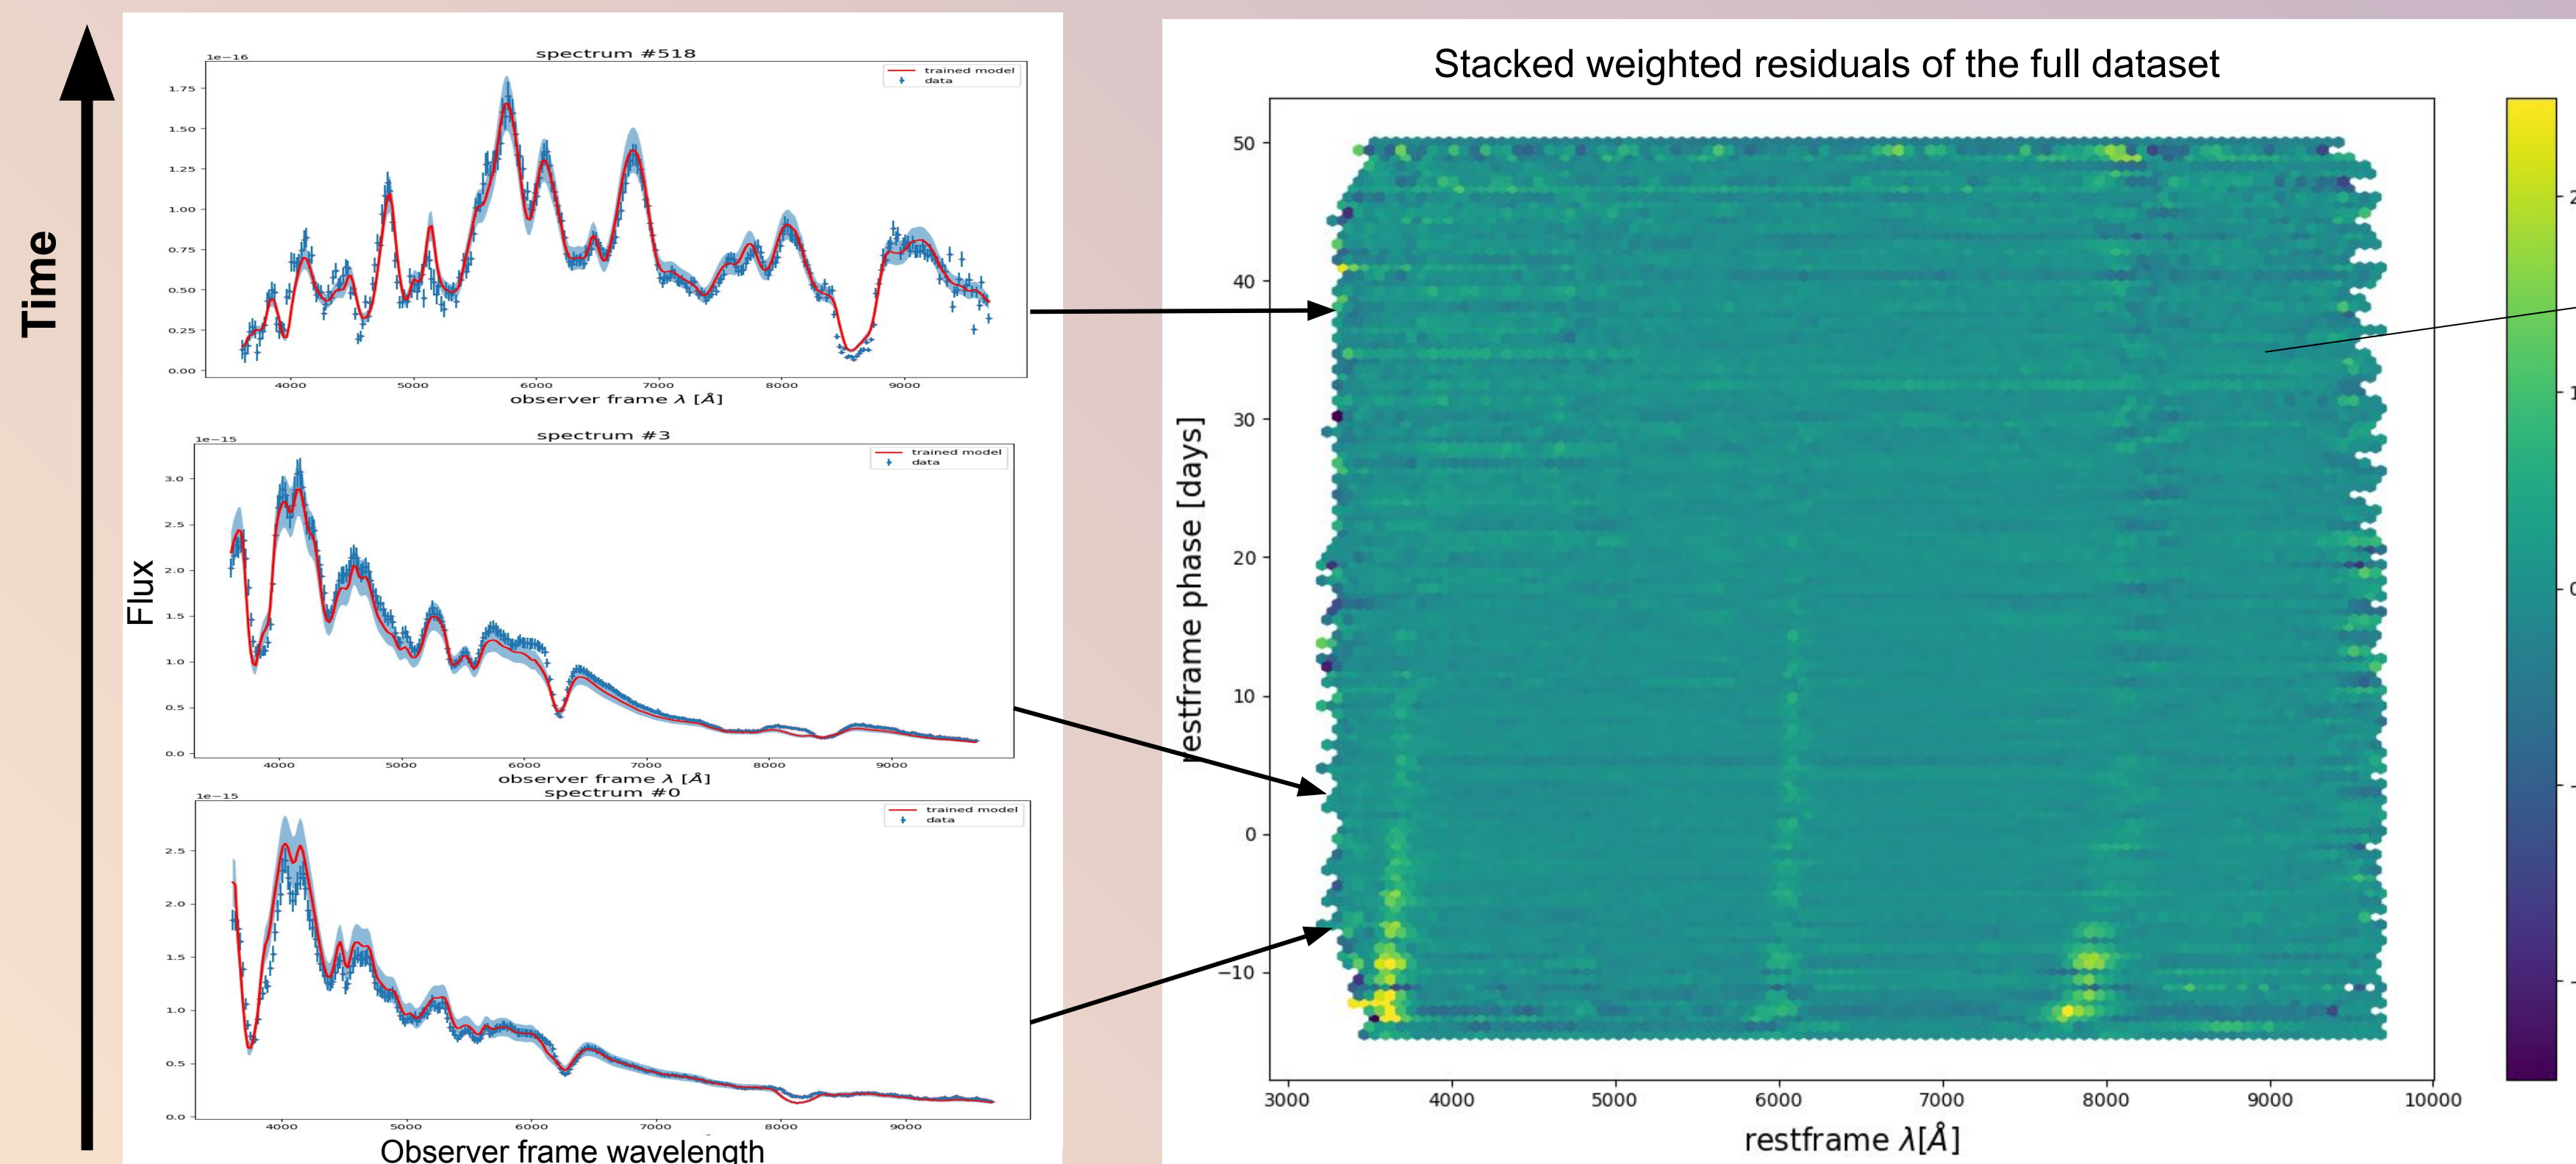 Time
spectrum #518
1e−16
trained model
data
1.75
1.50
1.25
1.00
0.75
0.50
0.25
0.00
4000 5000 6000 7000 8000 9000
observer frame λ [Å]
Flux
spectrum #3
1e−15
trained model
data
3.0
2.5
2.0
1.5
1.0
0.5
0.0
4000 5000 6000 7000 8000 9000
observer frame λ [Å]
spectrum #0
1e−15
trained model
data
2.5
2.0
1.5
1.0
0.5
0.0
4000 5000 6000 7000 8000 9000
Observer frame wavelength
Stacked weighted residuals of the full dataset
restframe phase [days]
50
40
30
20
10
0
−10
3000 4000 5000 6000 7000 8000 9000 10000
restframe λ[Å]
2
1
0